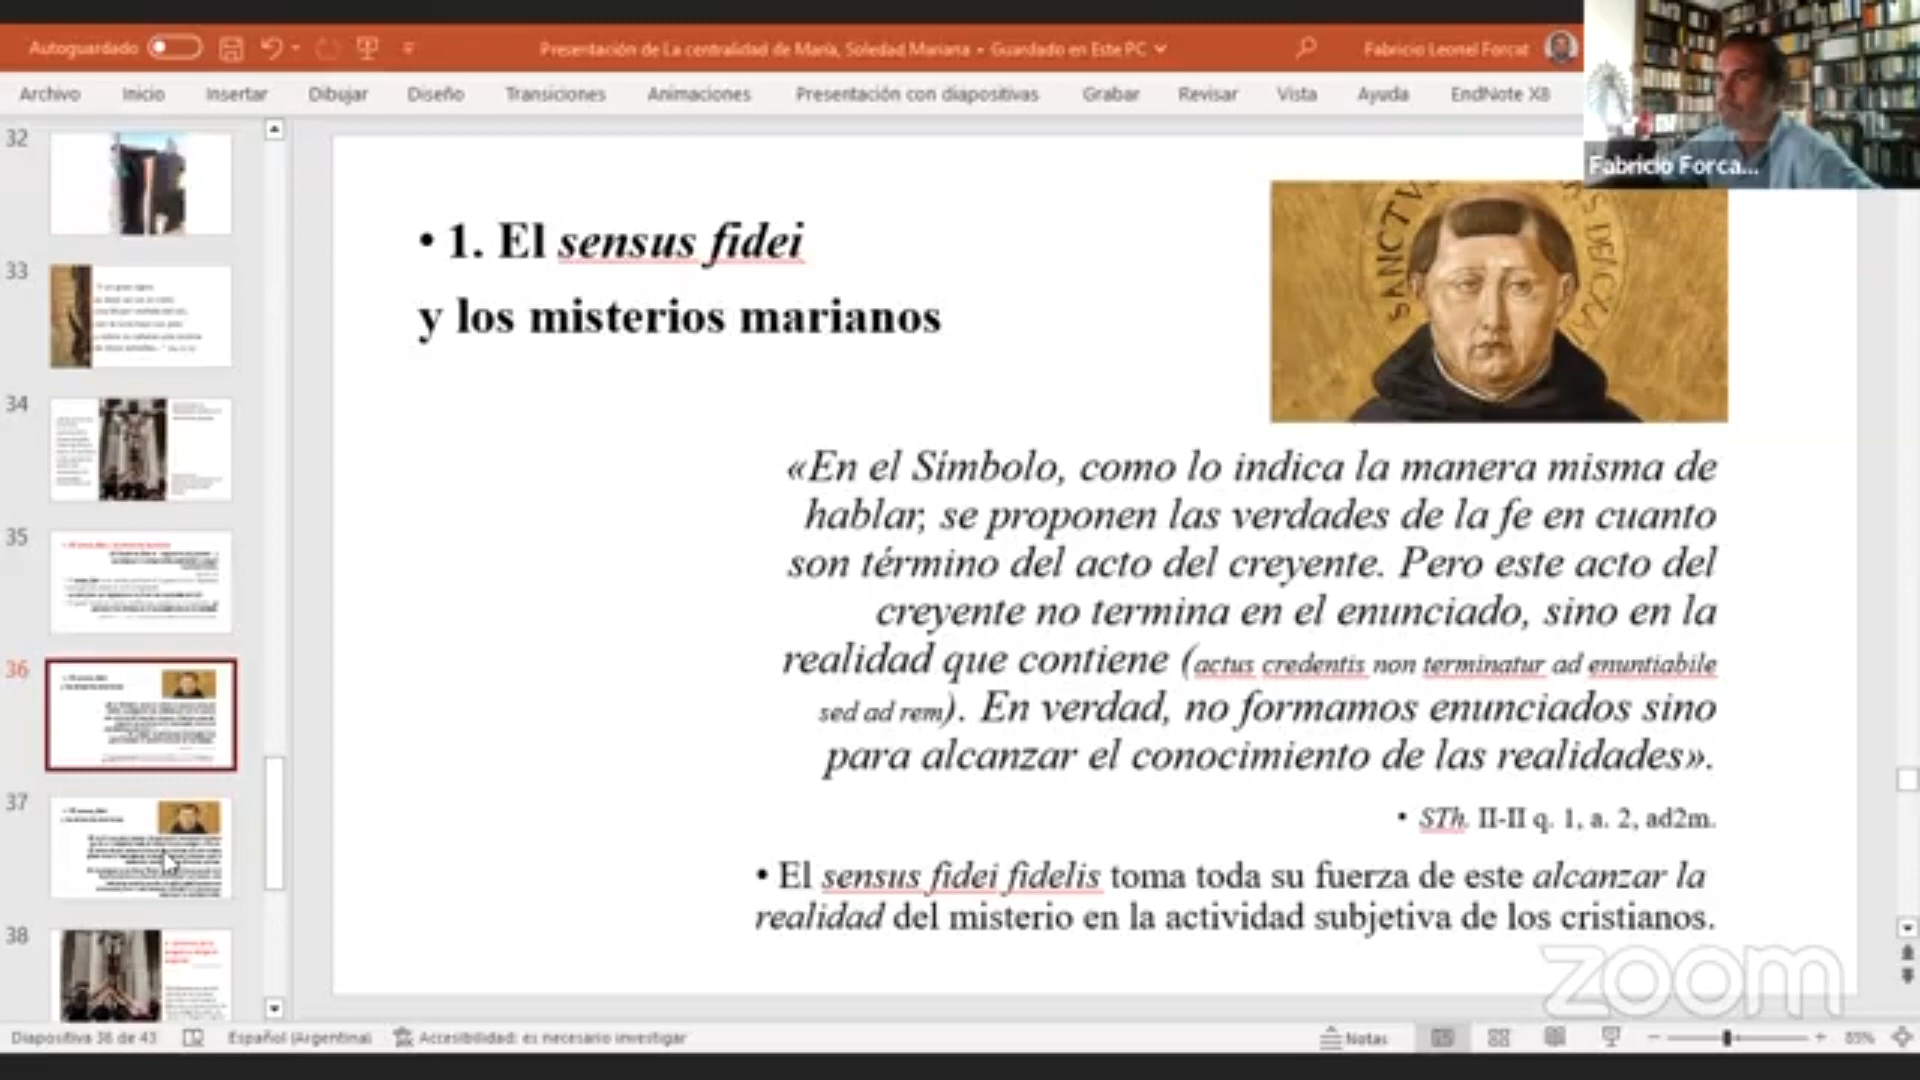 Autoguardado
Presentación de La centralidad de María, Soledad Mariana • Guardado en Este PC
Fabricio Leonel Forcat
Archivo Inicio Insertar Dibujar Diseño Transiciones Animaciones Presentación con diapositivas Grabar Revisar Vista Ayuda EndNote X8
Fabricio Forca...
32
33
34
35
36
37
38
• 1. El sensus fidei
y los misterios marianos
SANCTV
«En el Símbolo, como lo indica la manera misma de
hablar, se proponen las verdades de la fe en cuanto
son término del acto del creyente. Pero este acto del
creyente no termina en el enunciado, sino en la
realidad que contiene (actus credentis non terminatur ad enuntiabile
sed ad rem). En verdad, no formamos enunciados sino
para alcanzar el conocimiento de las realidades».
• STh. II-II q. 1, a. 2, ad2m.
• El sensus fidei fidelis toma toda su fuerza de este alcanzar la
realidad del misterio en la actividad subjetiva de los cristianos.
zoom
Diapositiva 36 de 43 Español (Argentina) Accesibilidad: es necesario investigar
Notas
85%